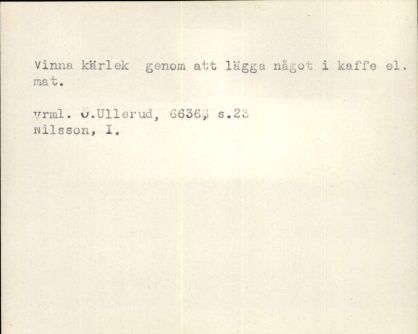 Vinna kärlek genom att lägga något i kaffe el.
mat.
Vrml. Ö.Ullerud, 6636, s.23
Nilsson, I.